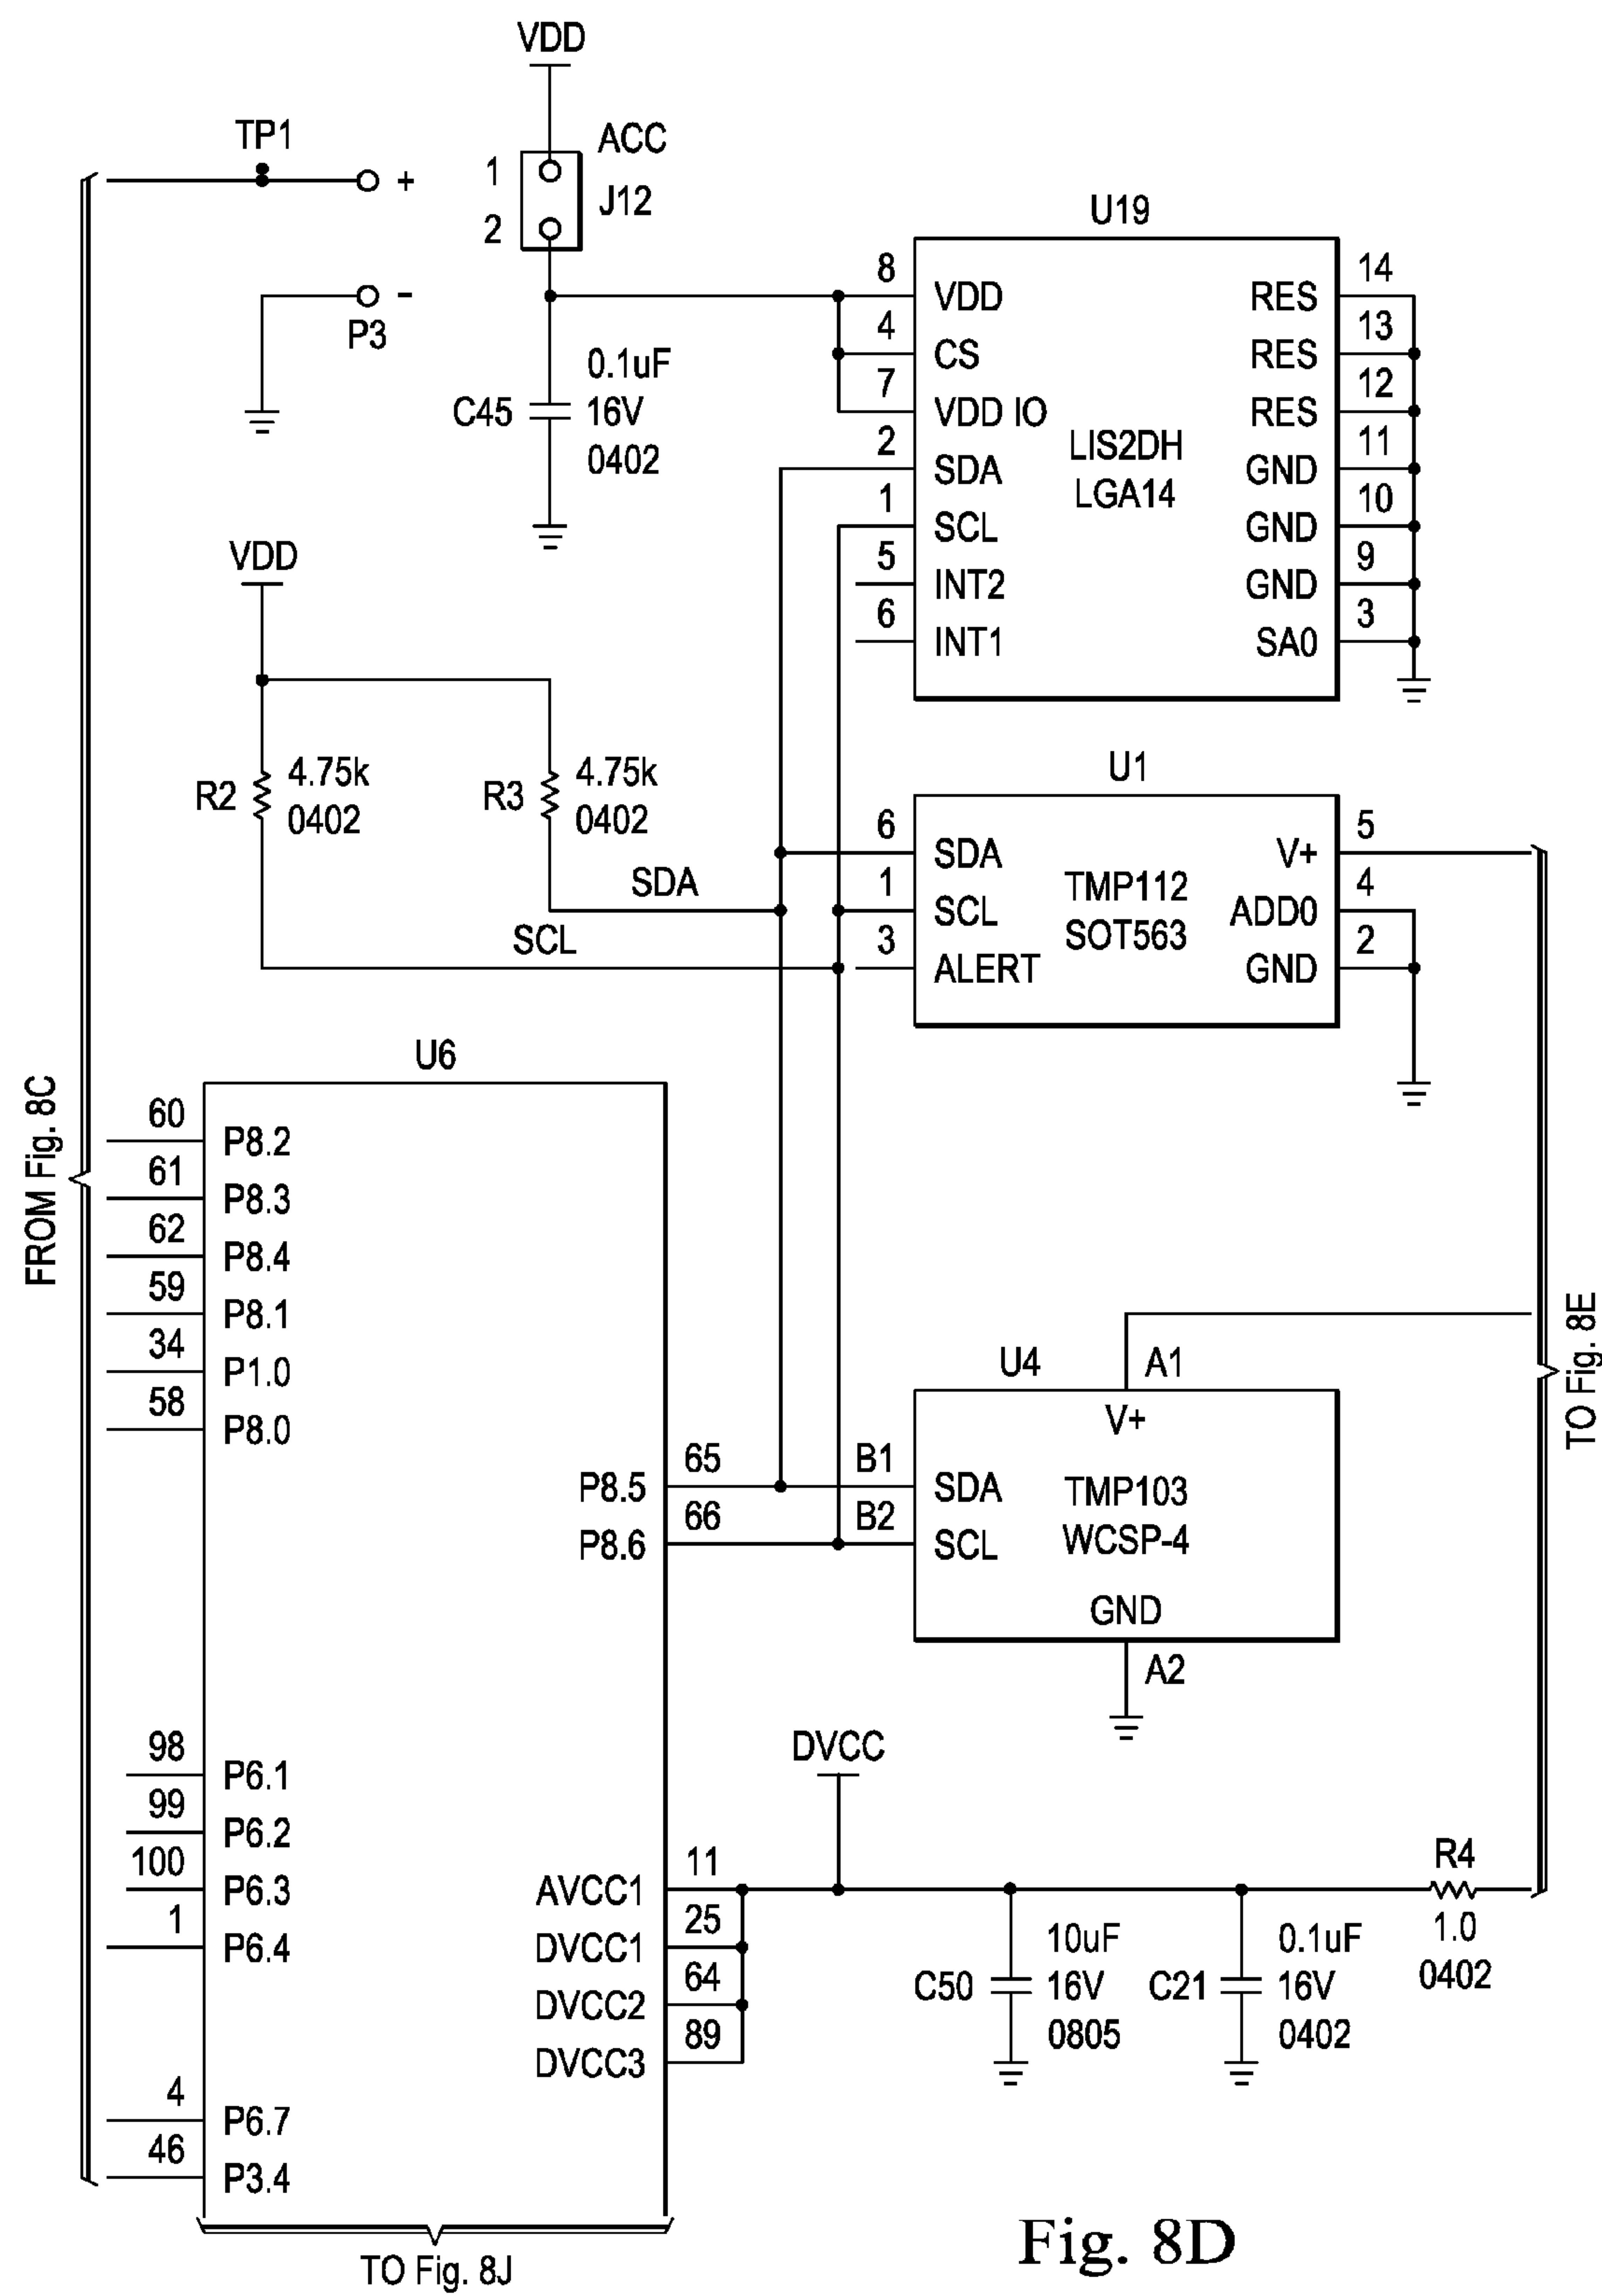 VDD
TP1
+
1
2
ACC
J12
-
P3
C45
0.1uF
16V
0402
U19
8
VDD
4
CS
7
VDD IO
2
SDA
1
SCL
5
INT2
6
INT1
LIS2DH
LGA14
14
RES
13
RES
12
RES
11
GND
10
GND
9
GND
3
SA0
VDD
R2
4.75k
0402
R3
4.75k
0402
SDA
SCL
U1
6
SDA
1
SCL
3
ALERT
TMP112
SOT563
5
V+
4
ADD0
2
GND
FROM Fig. 8C
U6
60
P8.2
61
P8.3
62
P8.4
59
P8.1
34
P1.0
58
P8.0
65
P8.5
66
P8.6
U4
A1
V+
B1
SDA
B2
SCL
TMP103
WCSP-4
GND
A2
TO Fig. 8E
98
P6.1
99
P6.2
100
P6.3
1
P6.4
4
P6.7
46
P3.4
DVCC
11
AVCC1
25
DVCC1
64
DVCC2
89
DVCC3
C50
10uF
16V
0805
C21
0.1uF
16V
0402
R4
1.0
0402
TO Fig. 8J
Fig. 8D